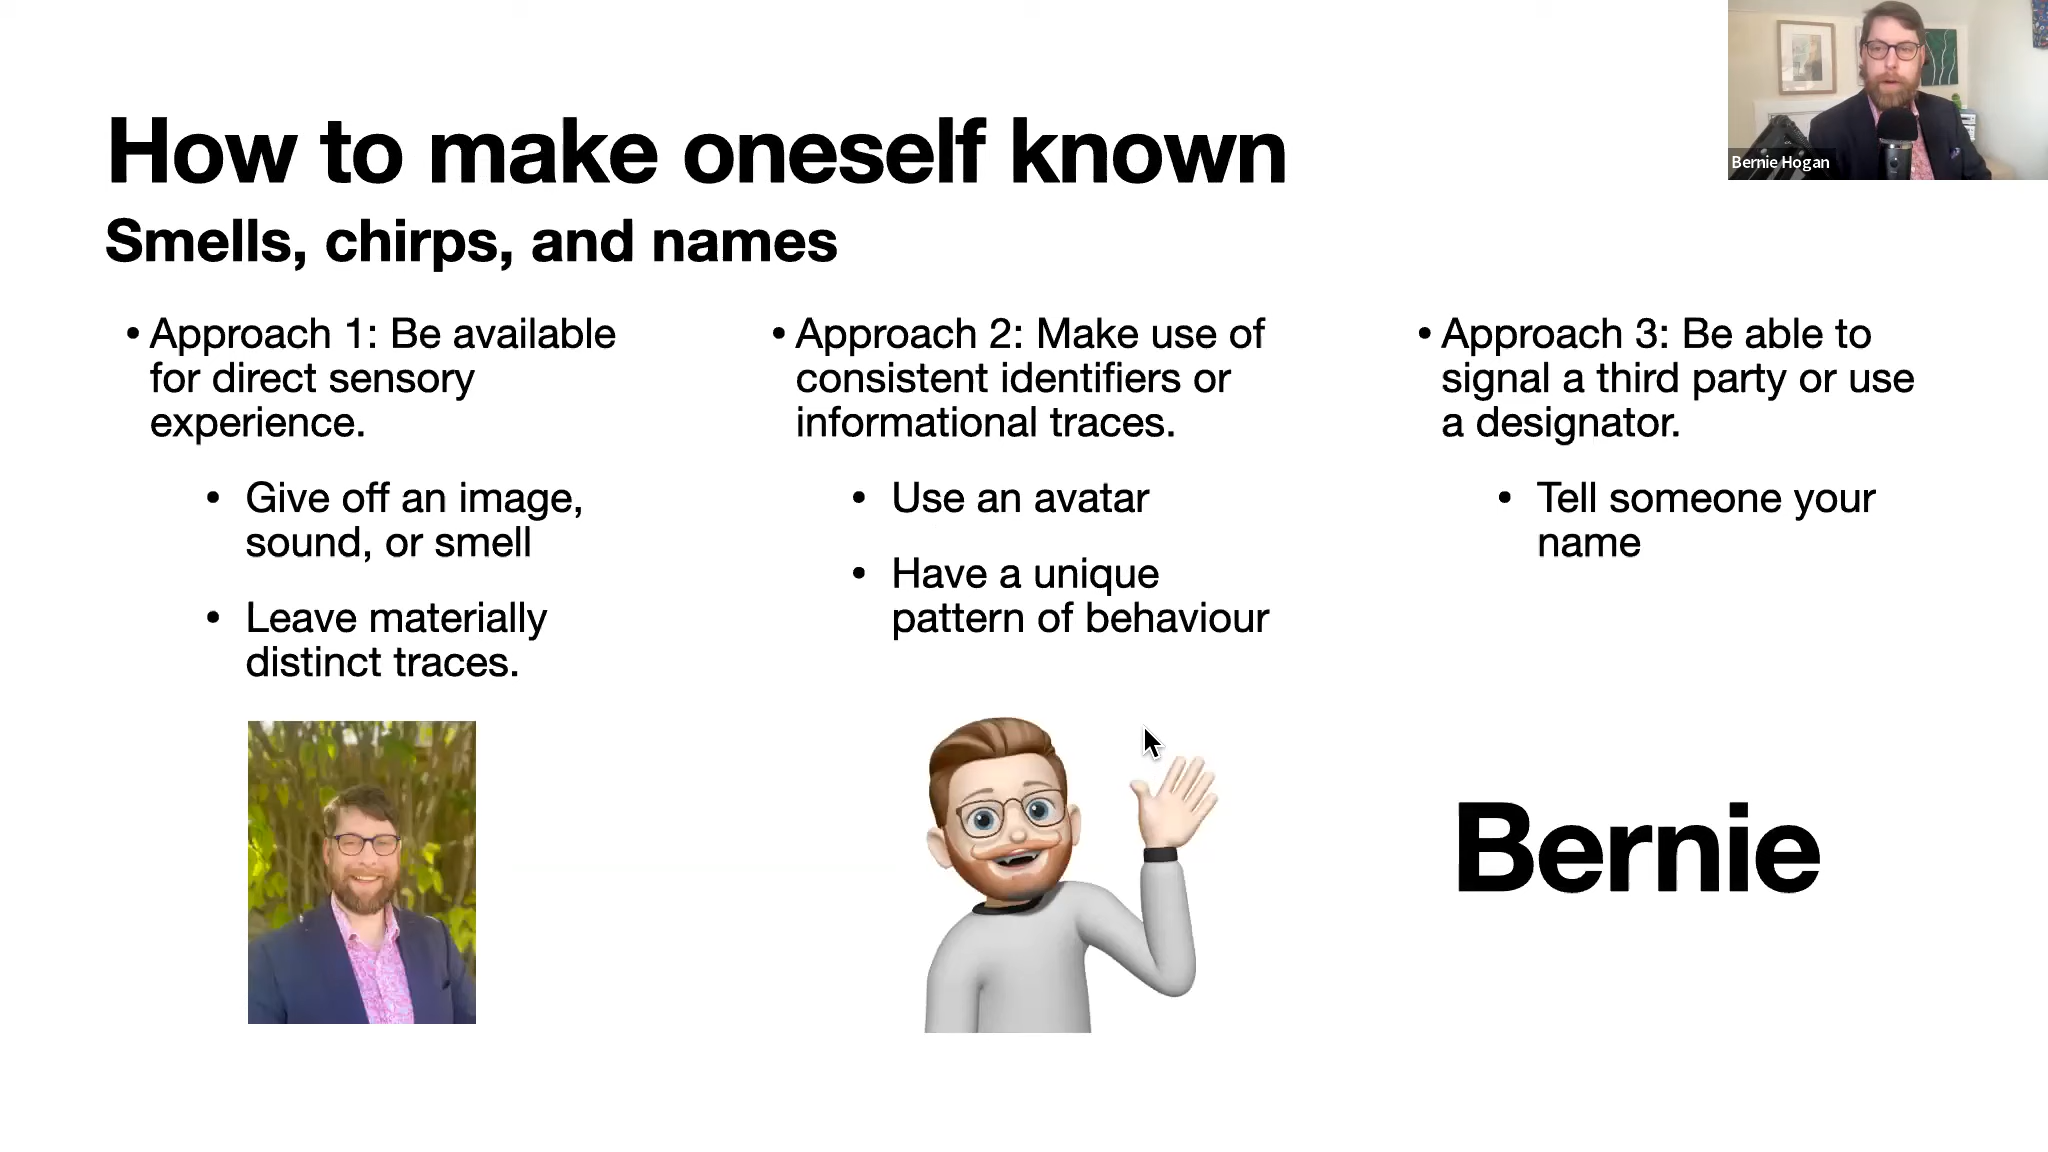 How to make oneself known
Smells, chirps, and names
Bernie Hogan
• Approach 1: Be available
for direct sensory
experience.
• Give off an image,
sound, or smell
• Leave materially
distinct traces.
• Approach 2: Make use of
consistent identifiers or
informational traces.
• Use an avatar
• Have a unique
pattern of behaviour
• Approach 3: Be able to
signal a third party or use
a designator.
• Tell someone your
name
Bernie